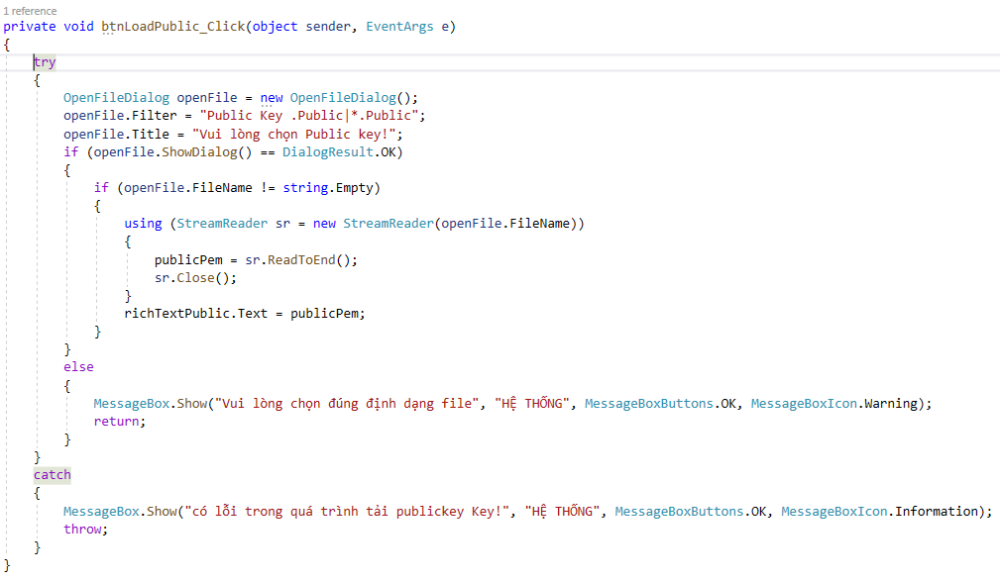 1 reference
private void btnLoadPublic_Click(object sender, EventArgs e)
{
try
{
OpenFileDialog openFile = new OpenFileDialog();
openFile.Filter = "Public Key .Public|*.Public";
openFile.Title = "Vui lòng chọn Public key!";
if (openFile.ShowDialog() == DialogResult.OK)
{
if (openFile.FileName != string.Empty)
{
using (StreamReader sr = new StreamReader(openFile.FileName))
{
publicPem = sr.ReadToEnd();
sr.Close();
}
richTextPublic.Text = publicPem;
}
}
else
{
MessageBox.Show("Vui lòng chọn đúng định dạng file", "HỆ THỐNG", MessageBoxButtons.OK, MessageBoxIcon.Warning);
return;
}
}
catch
{
MessageBox.Show("có lỗi trong quá trình tải publickey Key!", "HỆ THỐNG", MessageBoxButtons.OK, MessageBoxIcon.Information);
throw;
}
}